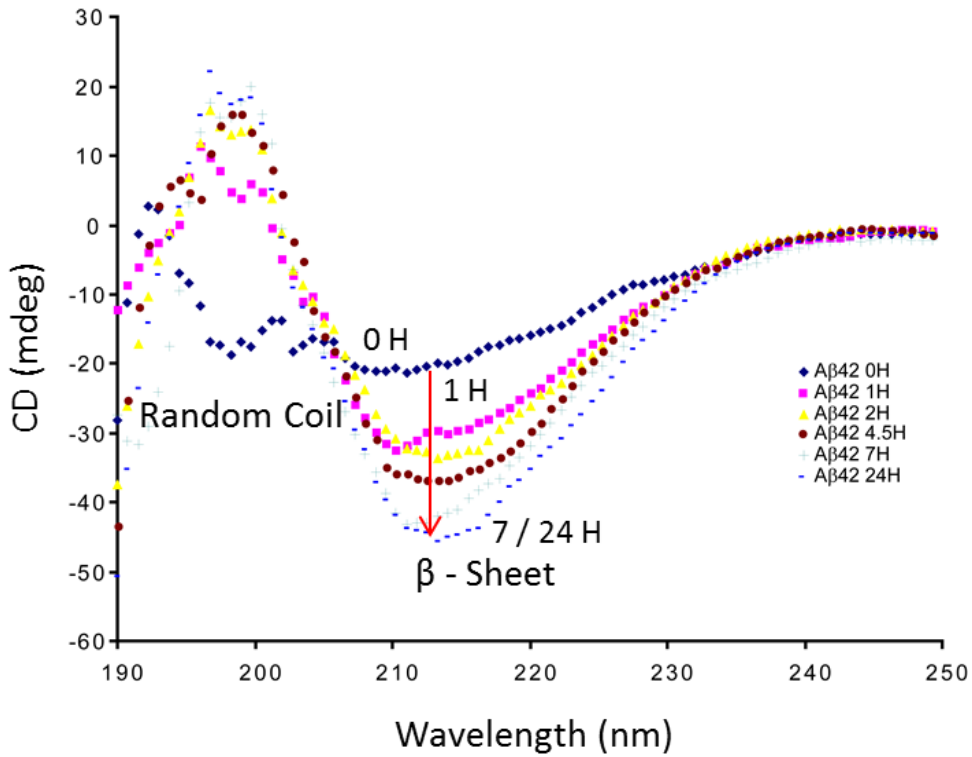 30
20
10
0
-10
-20
-30
-40
-50
-60
CD (mdeg)
0 H
1 H
Random Coil
7 / 24 H
β - Sheet
Aβ42 0H
Aβ42 1H
Aβ42 2H
Aβ42 4.5H
Aβ42 7H
Aβ42 24H
190 200 210 220 230 240 250
Wavelength (nm)